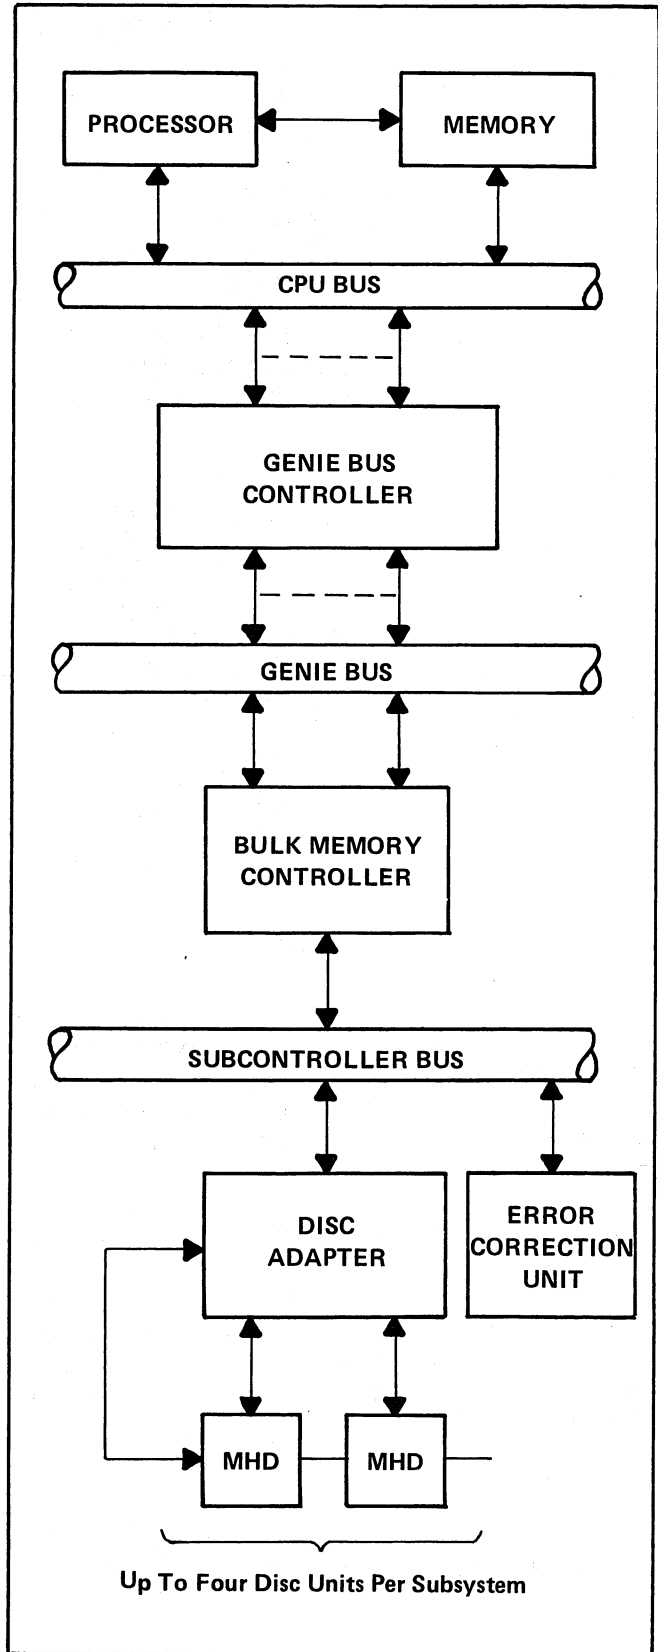 PROCESSOR
MEMORY
CPU BUS
GENIE BUS
CONTROLLER
GENIE BUS
BULK MEMORY
CONTROLLER
SUBCONTROLLER BUS
DISC
ADAPTER
ERROR
CORRECTION
UNIT
MHD
MHD
Up To Four Disc Units Per Subsystem